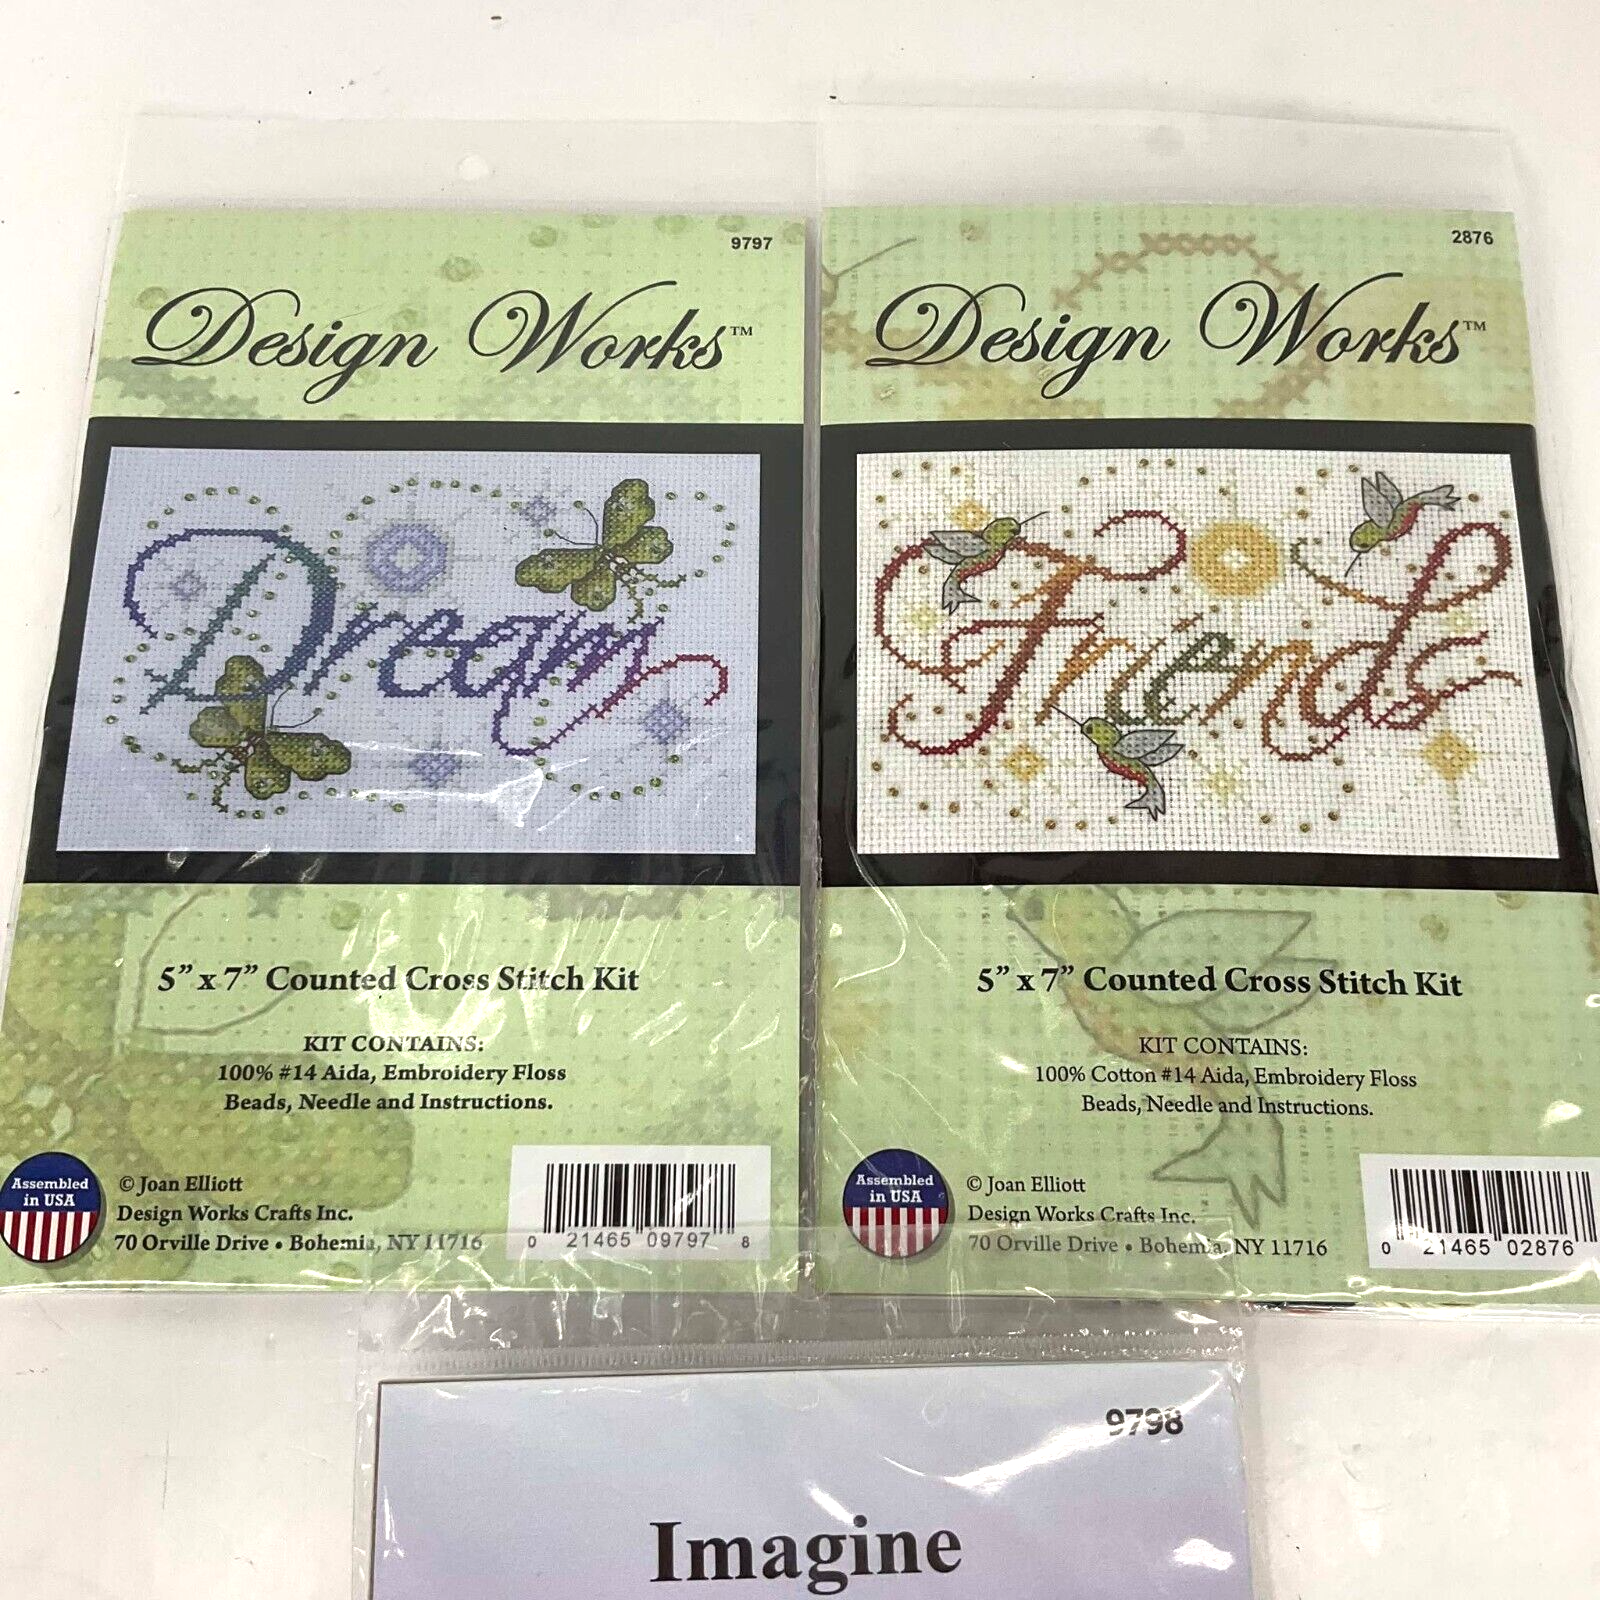 9797
Design Works™
Dream
5” x 7” Counted Cross Stitch Kit
KIT CONTAINS:
100% #14 Aida, Embroidery Floss
Beads, Needle and Instructions.
Assembled
in USA
© Joan Elliott
Design Works Crafts Inc.
70 Orville Drive • Bohemia, NY 11716
0 21465 09797 8
2876
Design Works™
Friends
5” x 7” Counted Cross Stitch Kit
KIT CONTAINS:
100% Cotton #14 Aida, Embroidery Floss
Beads, Needle and Instructions.
Assembled
in USA
© Joan Elliott
Design Works Crafts Inc.
70 Orville Drive • Bohemia, NY 11716
0 21465 02876
9798
Imagine